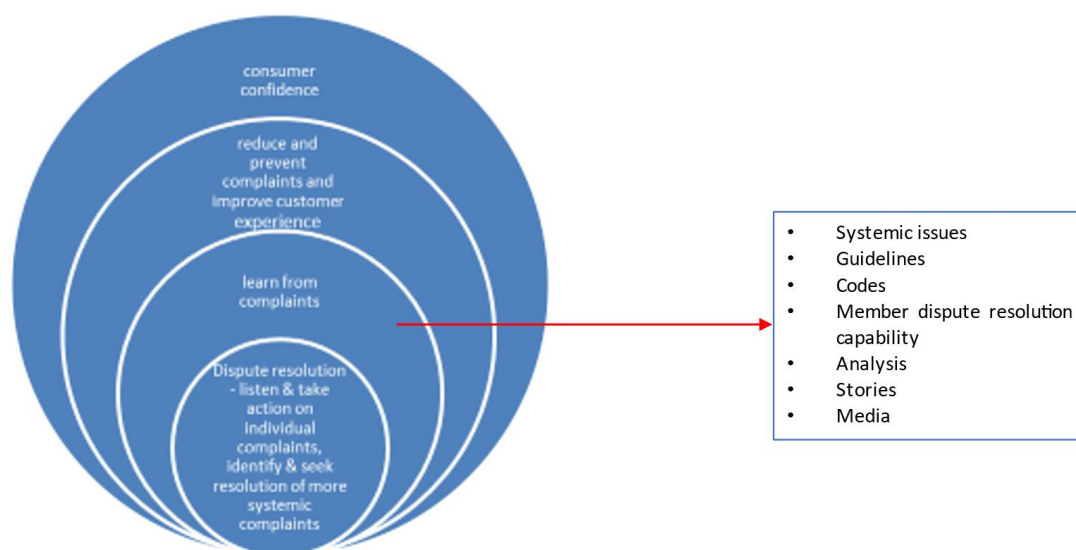 consumer
confidence
reduce and
prevent
complaints and
improve customer
experience
learn from
complaints
Dispute resolution
- listen & take
action on
individual
complaints,
identify & seek
resolution of more
systemic
complaints
• Systemic issues
• Guidelines
• Codes
• Member dispute resolution
capability
• Analysis
• Stories
• Media